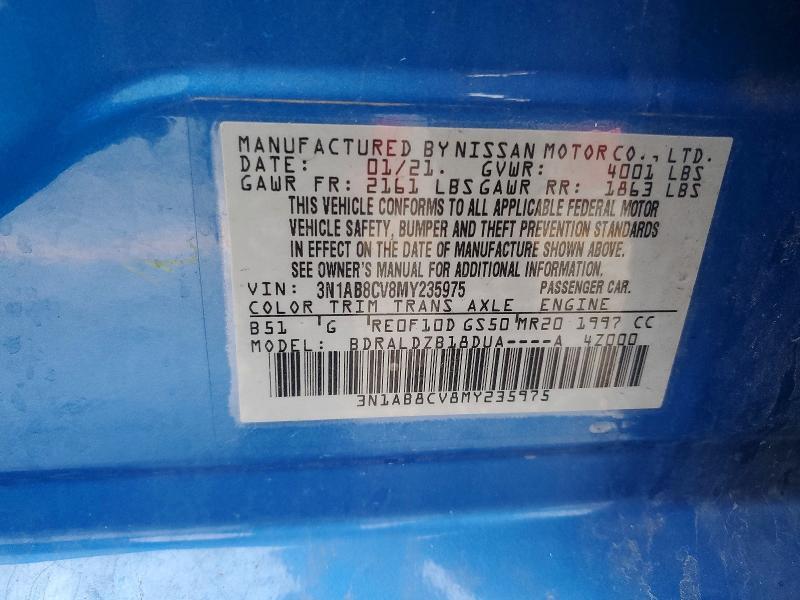 MANUFACTURED BY NISSAN MOTOR CO., LTD.
DATE: 01/21. GVWR: 4001 LBS
GAWR FR: 2161 LBS GAWR RR: 1863 LBS
THIS VEHICLE CONFORMS TO ALL APPLICABLE FEDERAL MOTOR
VEHICLE SAFETY, BUMPER AND THEFT PREVENTION STANDARDS
IN EFFECT ON THE DATE OF MANUFACTURE SHOWN ABOVE.
SEE OWNER'S MANUAL FOR ADDITIONAL INFORMATION.
VIN: 3N1AB8CV8MY235975 PASSENGER CAR.
COLOR TRIM TRANS AXLE ENGINE
B51 G RE0F10D GS50 MR20 1997 CC
MODEL: BDRALDZB18DUA----A 4Z000
3N1AB8CV8MY235975